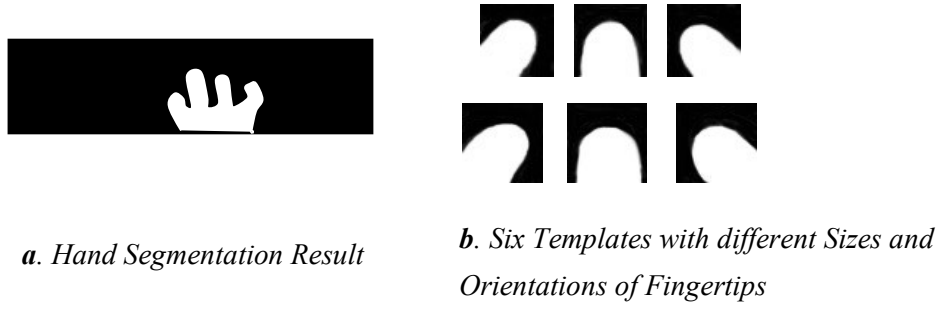 a. Hand Segmentation Result
b. Six Templates with different Sizes and
Orientations of Fingertips